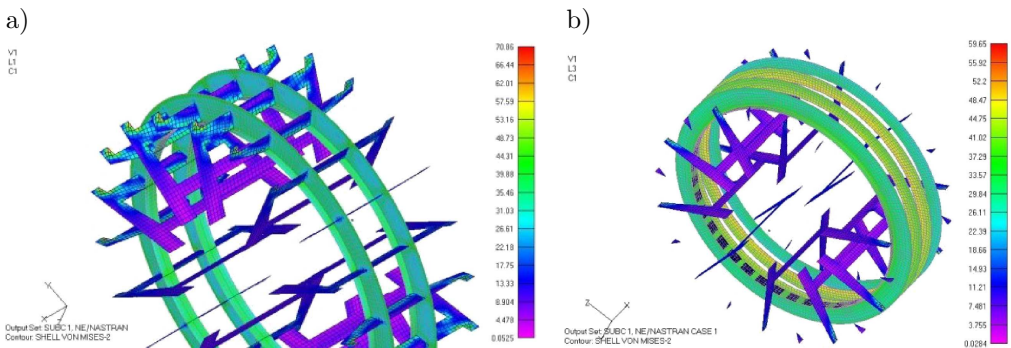 a)
V1
L1
C1
70.86
66.44
62.01
57.59
53.16
48.73
44.31
39.88
35.46
31.03
26.61
22.18
17.75
13.33
8.904
4.478
0.0525
Y
X
Z
Output Set: SUBC 1, NE/NASTRAN
Contour: SHELL VON MISES-2
b)
V1
L1
C1
59.65
55.92
52.2
48.47
44.75
41.02
37.29
33.57
29.84
26.11
22.39
18.66
14.93
11.21
7.481
3.755
0.0284
Z
X
Y
Output Set: SUBC 1, NE/NASTRAN CASE 1
Contour: SHELL VON MISES-2